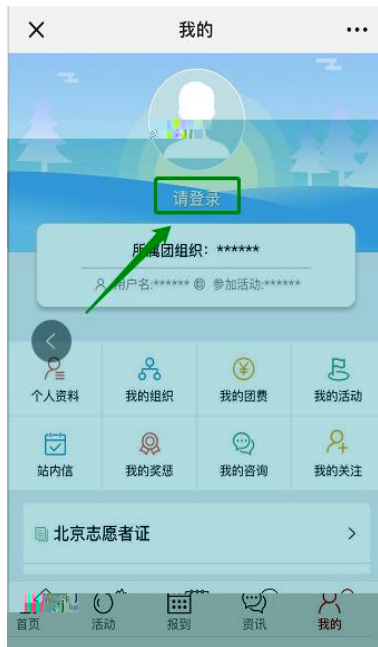 我的
请登录
所属团组织：******
用户名:****** 参加活动:******
个人资料 我的组织 我的团费 我的活动
站内信 我的奖惩 我的咨询 我的关注
北京志愿者证
首页 活动 报到 资讯 我的